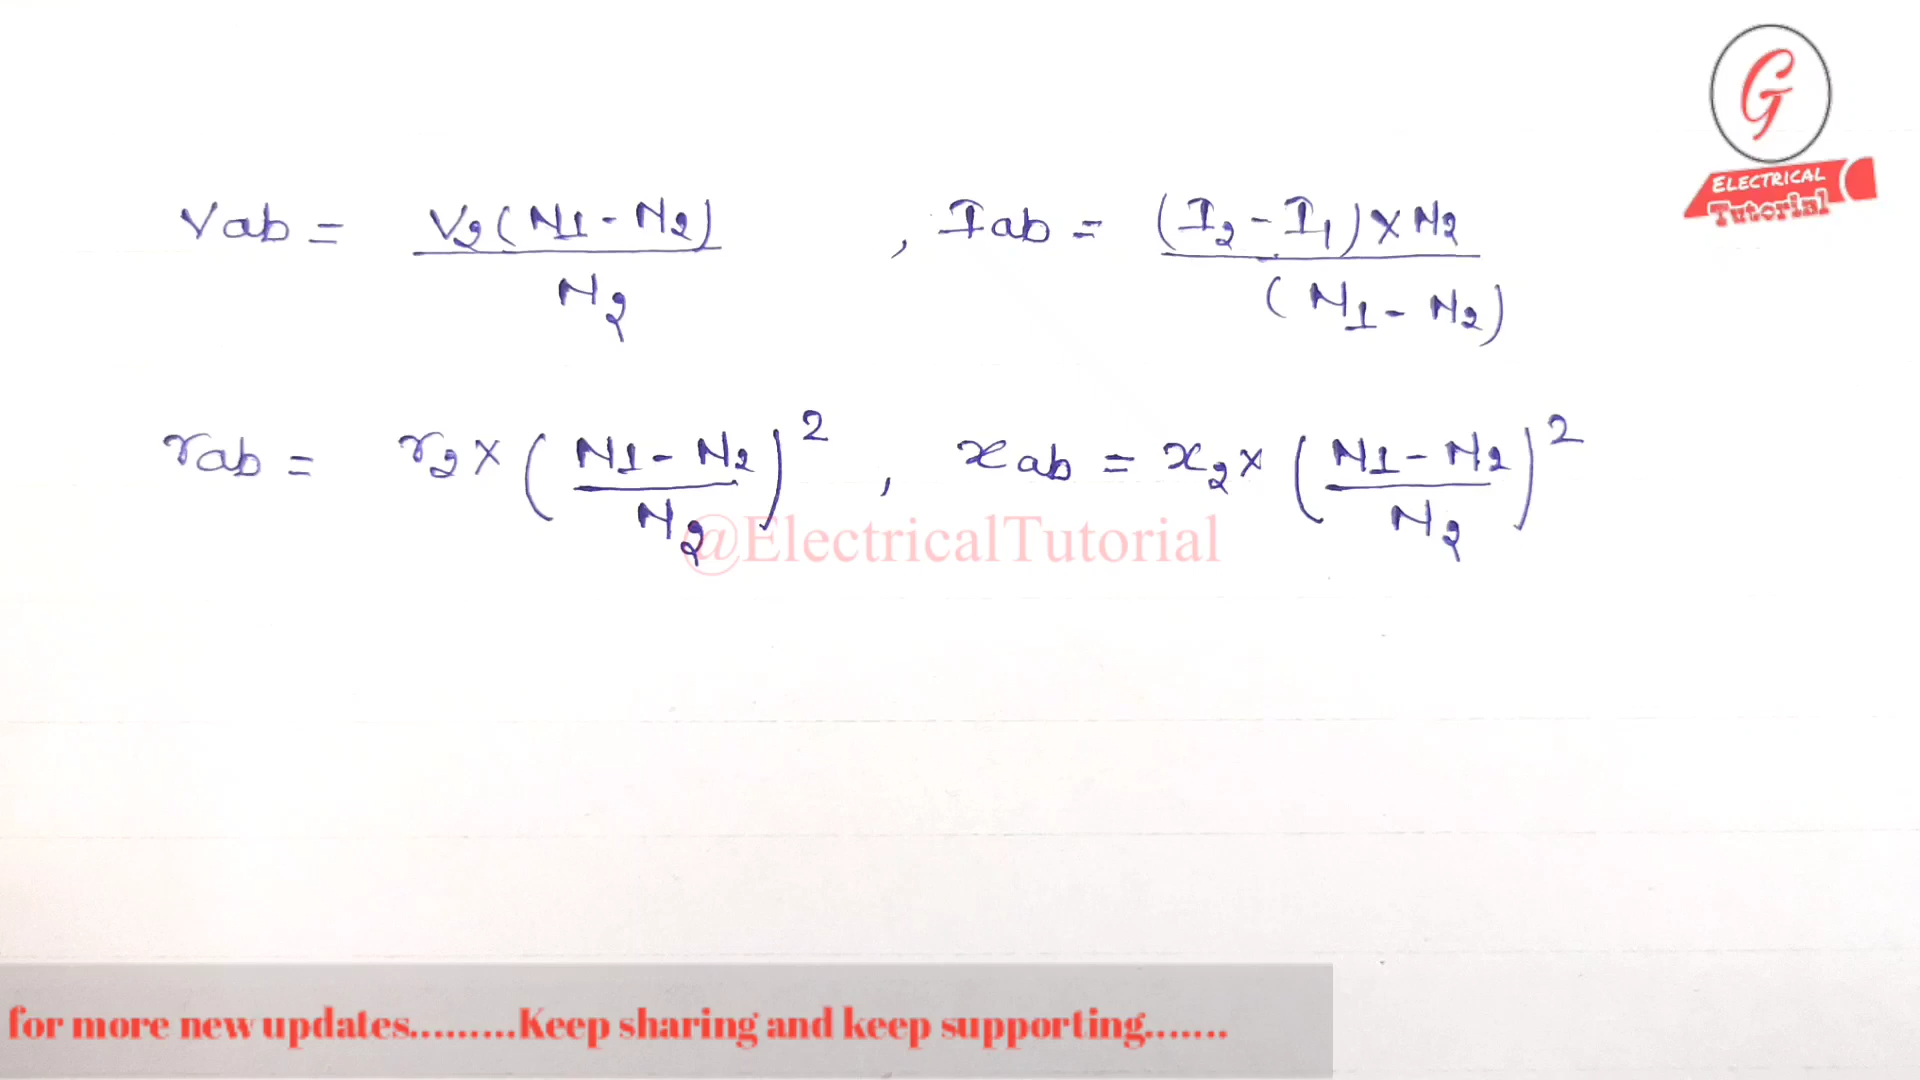 G
ELECTRICAL
Tutorial
Vab = V2(N1-N2)/N2 , Iab = (I2-I1)×N2/(N1-N2)
rab = r2×((N1-N2)/N2)^2 , xab = x2×((N1-N2)/N2)^2
@ElectricalTutorial
for more new updates.........Keep sharing and keep supporting.......